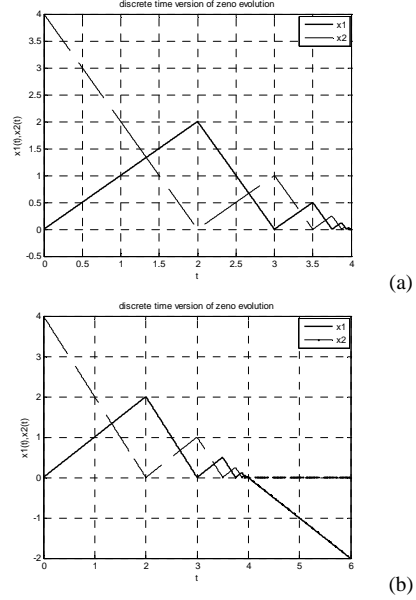 discrete time version of zeno evolution
4
x1
x2
3.5
3
2.5
2
1.5
1
0.5
0
-0.5
x1(t),x2(t)
0 0.5 1 1.5 2 2.5 3 3.5 4
t
(a)
discrete time version of zeno evolution
4
x1
x2
3
2
1
0
-1
-2
x1(t),x2(t)
0 1 2 3 4 5 6
t
(b)